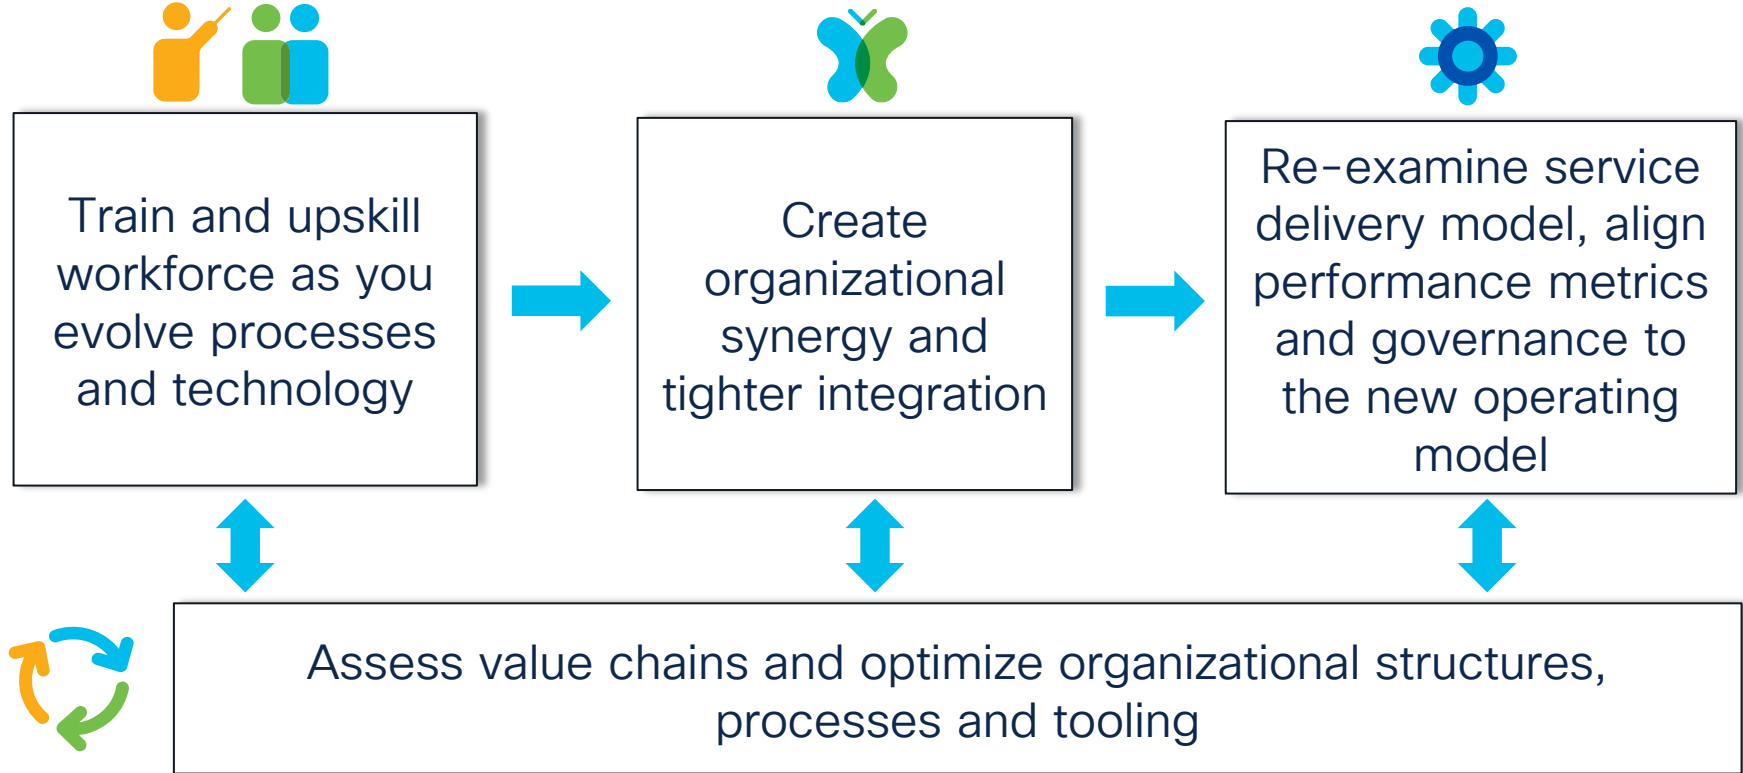 Train and upskill
workforce as you
evolve processes
and technology
Create
organizational
synergy and
tighter integration
Re-examine service
delivery model, align
performance metrics
and governance to
the new operating
model
Assess value chains and optimize organizational structures,
processes and tooling